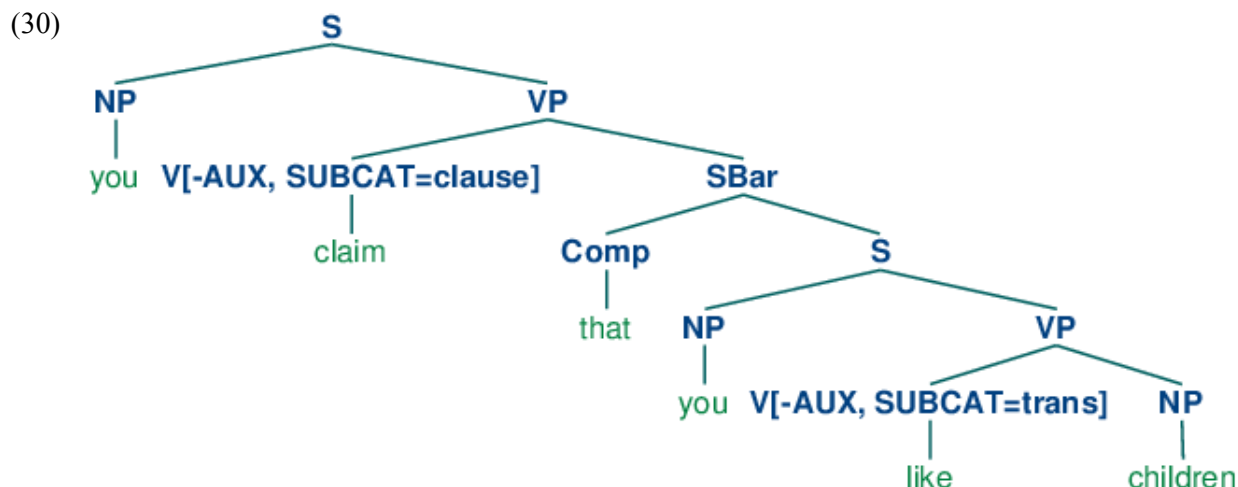 (30)
S
NP VP
you V[-AUX, SUBCAT=clause] SBar
claim Comp S
that NP VP
you V[-AUX, SUBCAT=trans] NP
like children